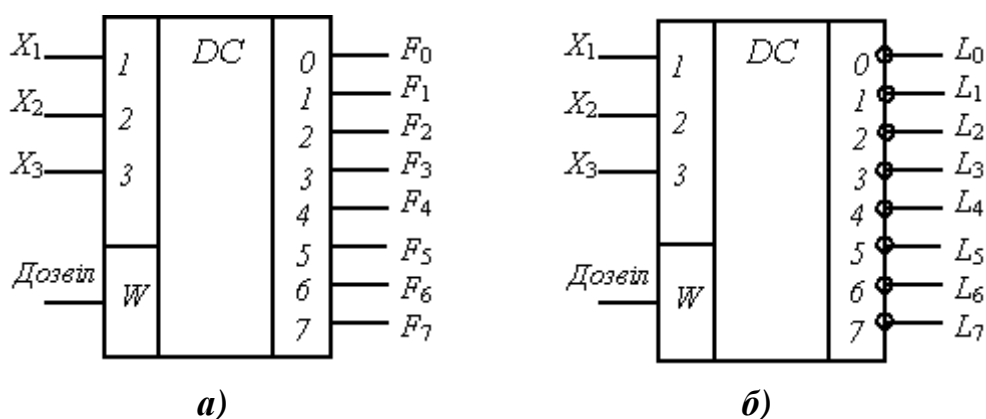 X1 1 DC 0 F0
1 F1
X2 2 2 F2
X3 3 3 F3
4 F4
Дозвіл 5 F5
W 6 F6
7 F7
а)
X1 1 DC 0 L0
1 L1
X2 2 2 L2
X3 3 3 L3
4 L4
Дозвіл 5 L5
W 6 L6
7 L7
б)